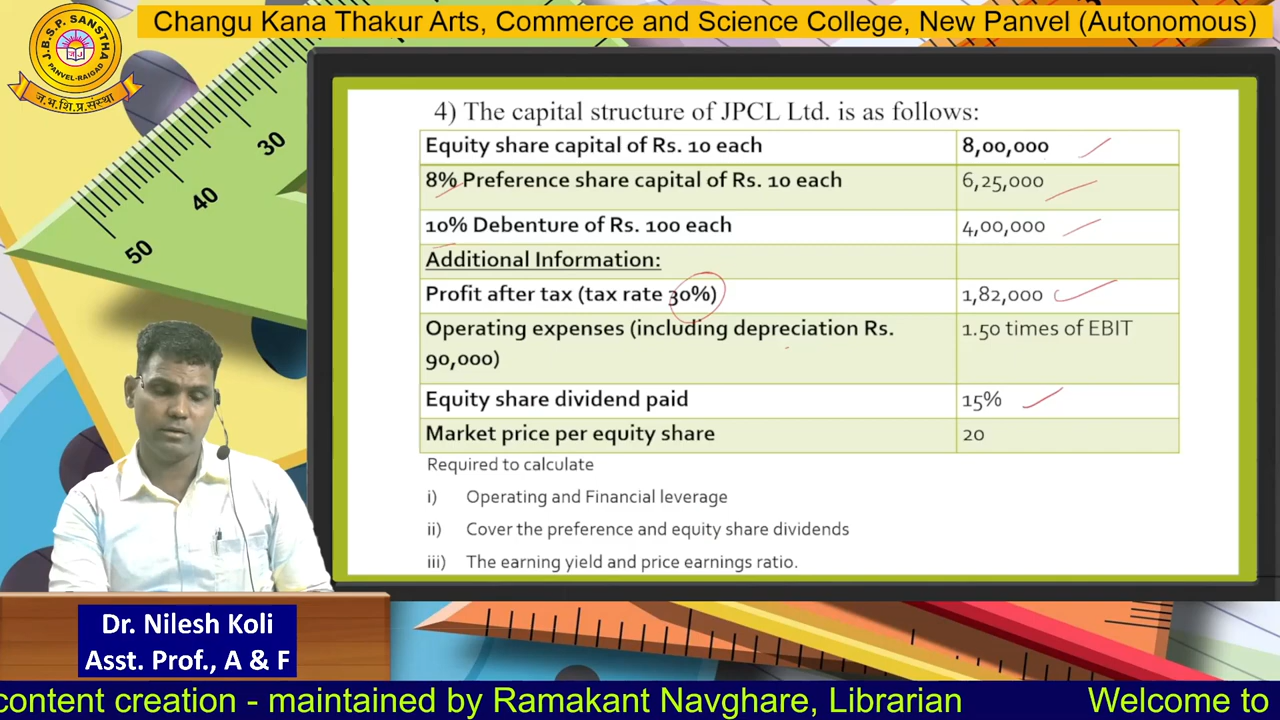 Changu Kana Thakur Arts, Commerce and Science College, New Panvel (Autonomous)
J.B.S.P. SANSTHA
PANVEL-RAIGAD
ज.भ.शि.प्र.संस्था
50
40
30
4) The capital structure of JPCL Ltd. is as follows:
Equity share capital of Rs. 10 each 8,00,000
8% Preference share capital of Rs. 10 each 6,25,000
10% Debenture of Rs. 100 each 4,00,000
Additional Information:
Profit after tax (tax rate 30%) 1,82,000
Operating expenses (including depreciation Rs. 1.50 times of EBIT
90,000)
Equity share dividend paid 15%
Market price per equity share 20
Required to calculate
i) Operating and Financial leverage
ii) Cover the preference and equity share dividends
iii) The earning yield and price earnings ratio.
Dr. Nilesh Koli
Asst. Prof., A & F
content creation - maintained by Ramakant Navghare, Librarian Welcome to